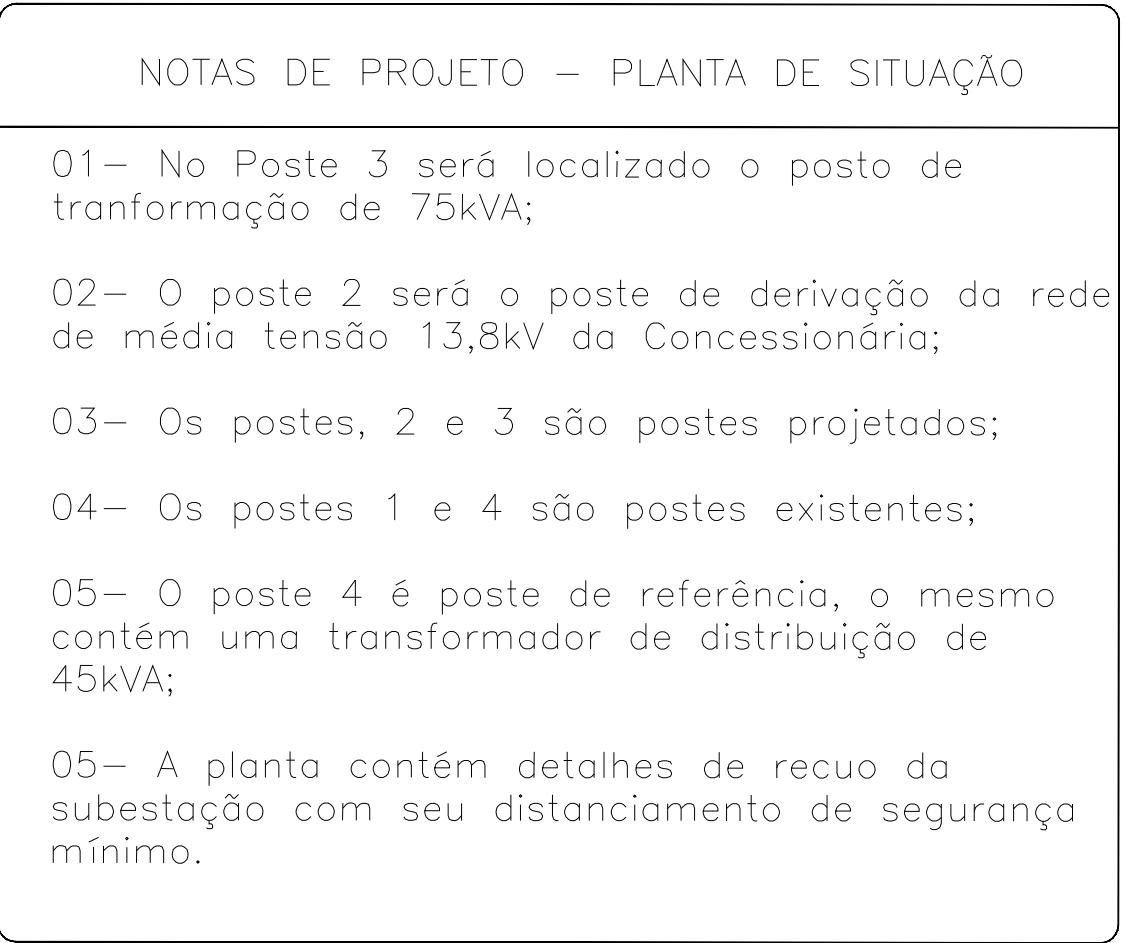 NOTAS DE PROJETO – PLANTA DE SITUAÇÃO
01– No Poste 3 será localizado o posto de
tranformação de 75kVA;
02– O poste 2 será o poste de derivação da rede
de média tensão 13,8kV da Concessionária;
03– Os postes, 2 e 3 são postes projetados;
04– Os postes 1 e 4 são postes existentes;
05– O poste 4 é poste de referência, o mesmo
contém uma transformador de distribuição de
45kVA;
05– A planta contém detalhes de recuo da
subestação com seu distanciamento de segurança
mínimo.